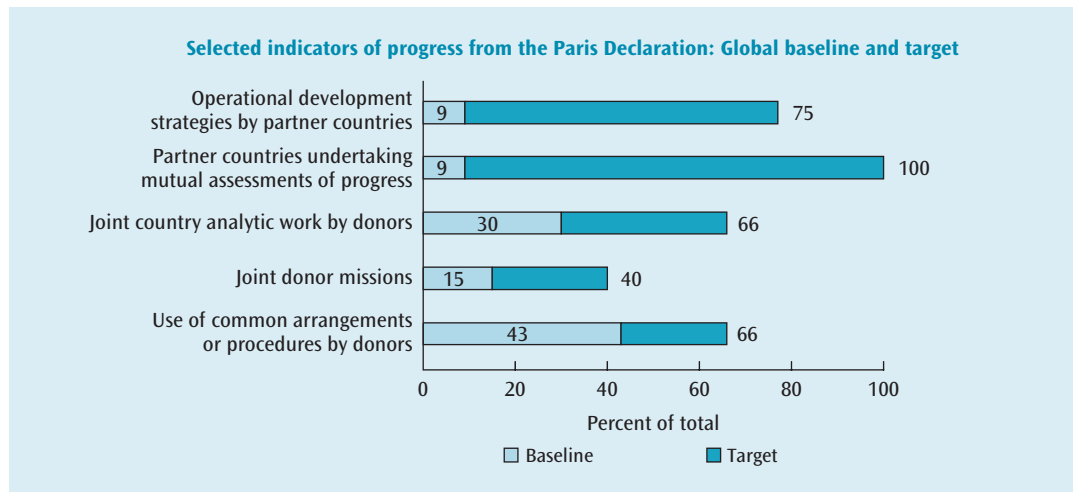 Selected indicators of progress from the Paris Declaration: Global baseline and target
Operational development
strategies by partner countries
9
75
Partner countries undertaking
mutual assessments of progress
9
100
Joint country analytic work by donors
30
66
Joint donor missions
15
40
Use of common arrangements
or procedures by donors
43
66
0 20 40 60 80 100
Percent of total
Baseline Target